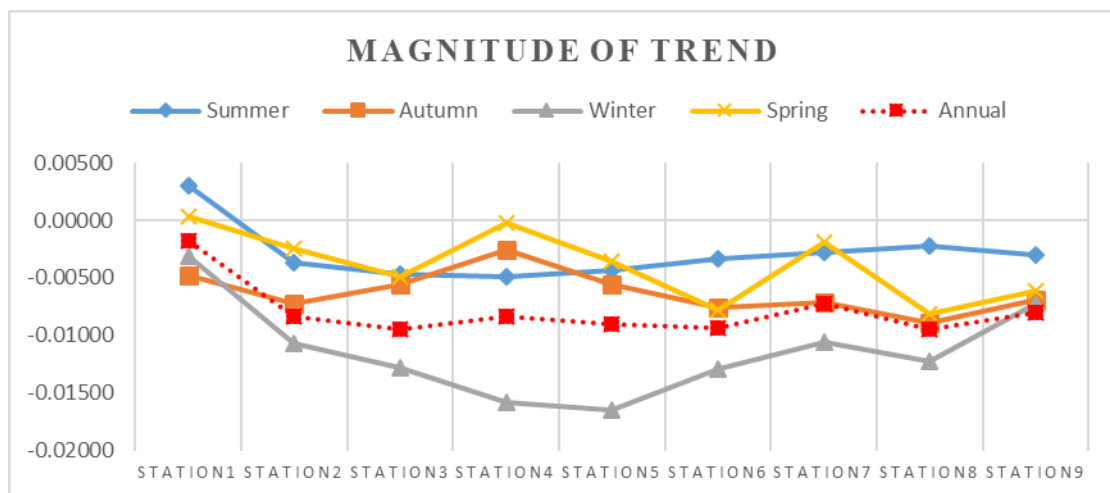 MAGNITUDE OF TREND
Summer Autumn Winter Spring Annual
0.00500
0.00000
-0.00500
-0.01000
-0.01500
-0.02000
STATION1 STATION2 STATION3 STATION4 STATION5 STATION6 STATION7 STATION8 STATION9